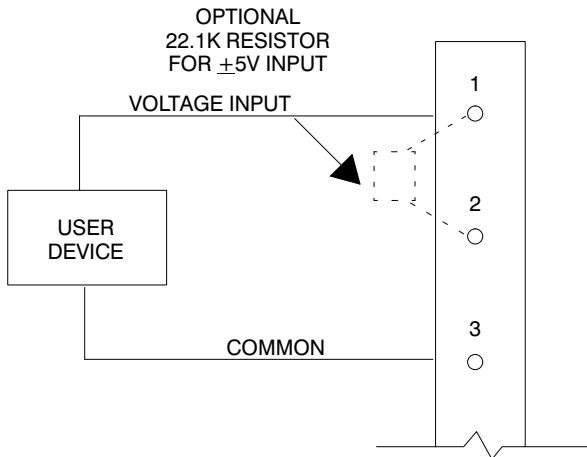 OPTIONAL
22.1K RESISTOR
FOR ±5V INPUT
VOLTAGE INPUT
1
USER
DEVICE
2
3
COMMON